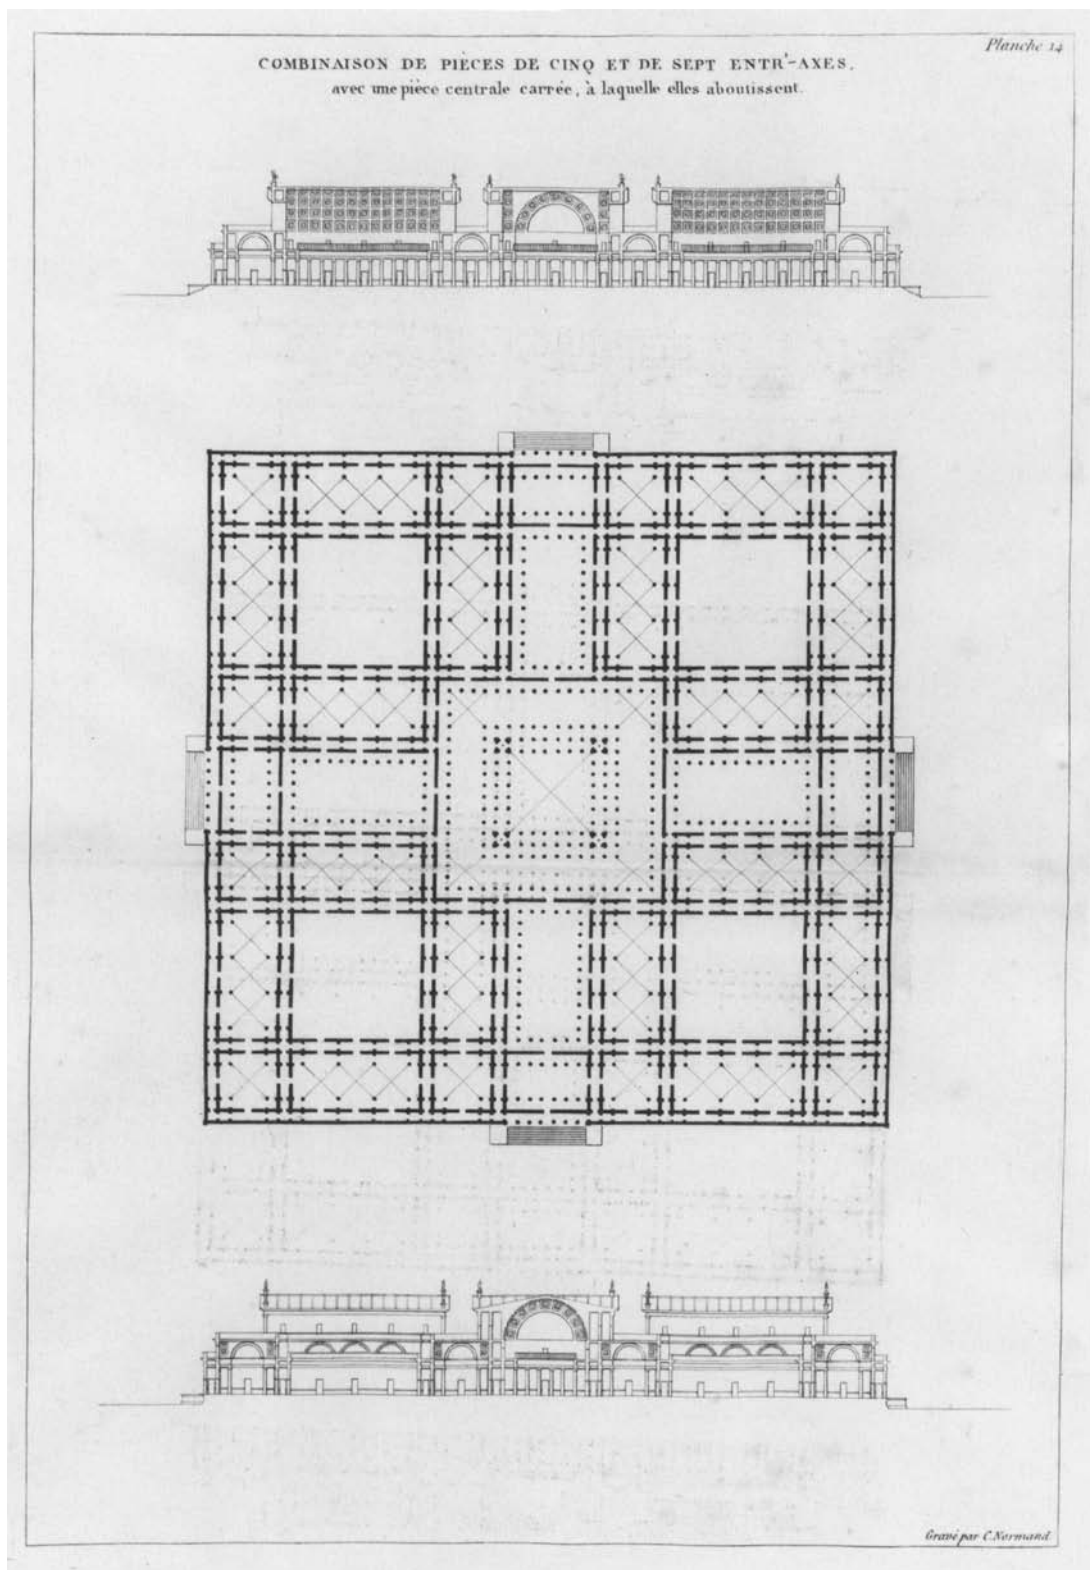 Planche 14
COMBINAISON DE PIÈCES DE CINQ ET DE SEPT ENTR'-AXES,
avec une pièce centrale carrée, à laquelle elles aboutissent.
Gravé par C. Normand